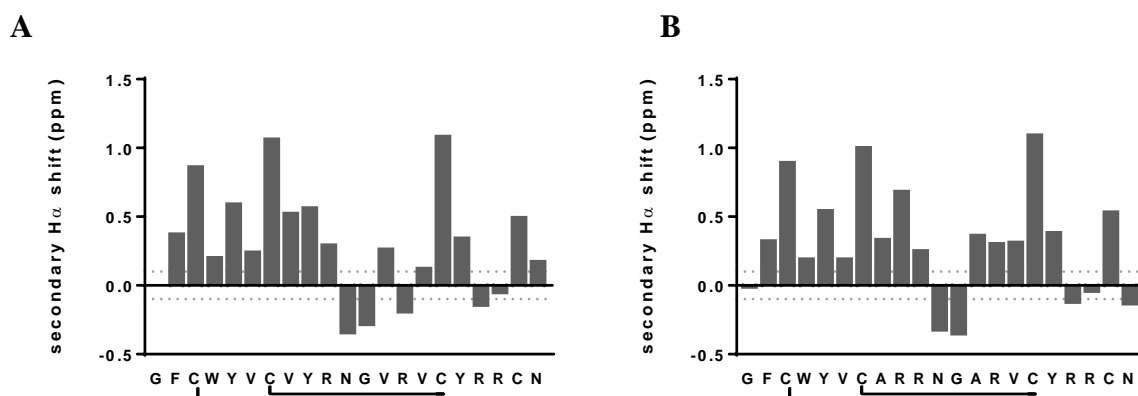 A
B
secondary Hα shift (ppm)
1.5
1.0
0.5
0.0
-0.5
G F C W Y V C V Y R N G V R V C Y R R C N
secondary Hα shift (ppm)
1.5
1.0
0.5
0.0
-0.5
G F C W Y V C A R R N G A R V C Y R R C N